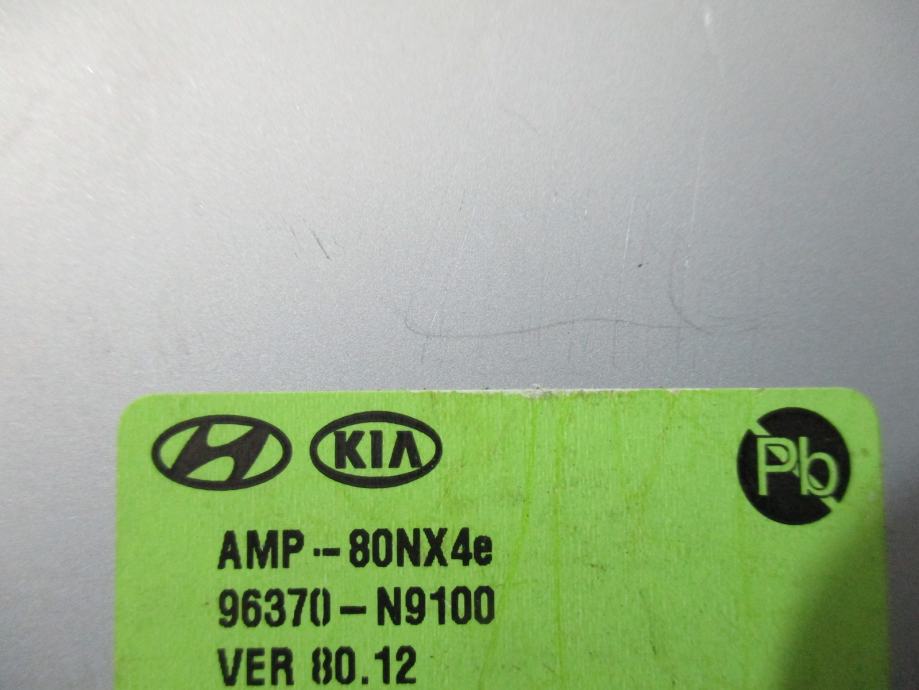 KIA
Pb
AMP-80NX4e
96370-N9100
VER 80.12